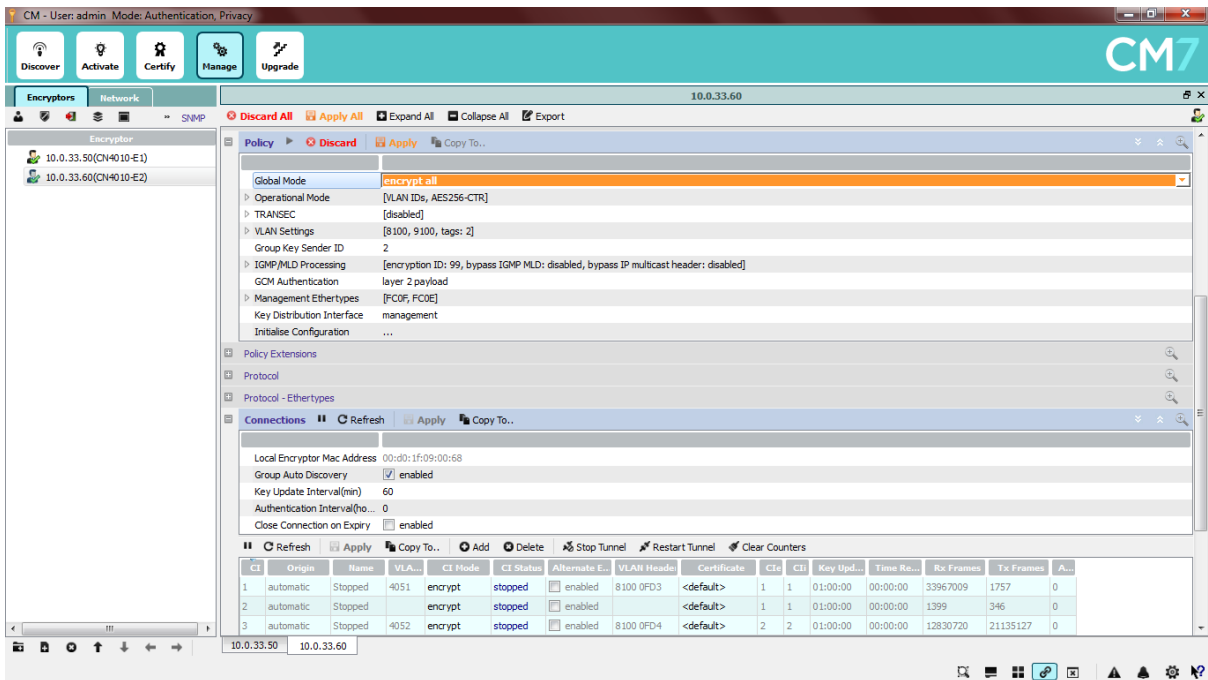 CM - User: admin Mode: Authentication, Privacy
Discover Activate Certify Manage Upgrade
CM7
Encryptors Network
10.0.33.60
» SNMP
Discard All Apply All Expand All Collapse All Export
Encryptor
10.0.33.50(CN4010-E1)
10.0.33.60(CN4010-E2)
Policy Discard Apply Copy To..
Global Mode encrypt all
Operational Mode [VLAN IDs, AES256-CTR]
TRANSEC [disabled]
VLAN Settings [8100, 9100, tags: 2]
Group Key Sender ID 2
IGMP/MLD Processing [encryption ID: 99, bypass IGMP MLD: disabled, bypass IP multicast header: disabled]
GCM Authentication layer 2 payload
Management Ethertypes [FC0F, FC0E]
Key Distribution Interface management
Initialise Configuration ...
Policy Extensions
Protocol
Protocol - Ethertypes
Connections Refresh Apply Copy To..
Local Encryptor Mac Address 00:d0:1f:09:00:68
Group Auto Discovery enabled
Key Update Interval(min) 60
Authentication Interval(ho... 0
Close Connection on Expiry enabled
Refresh Apply Copy To.. Add Delete Stop Tunnel Restart Tunnel Clear Counters
CI Origin Name VLA... CI Mode CI Status Alternate E... VLAN Header Certificate CIe CIi Key Upd... Time Re... Rx Frames Tx Frames A...
1 automatic Stopped 4051 encrypt stopped enabled 8100 0FD3 <default> 1 1 01:00:00 00:00:00 33967009 1757 0
2 automatic Stopped encrypt stopped enabled <default> 1 1 01:00:00 00:00:00 1399 346 0
3 automatic Stopped 4052 encrypt stopped enabled 8100 0FD4 <default> 2 2 01:00:00 00:00:00 12830720 21135127 0
10.0.33.50 10.0.33.60